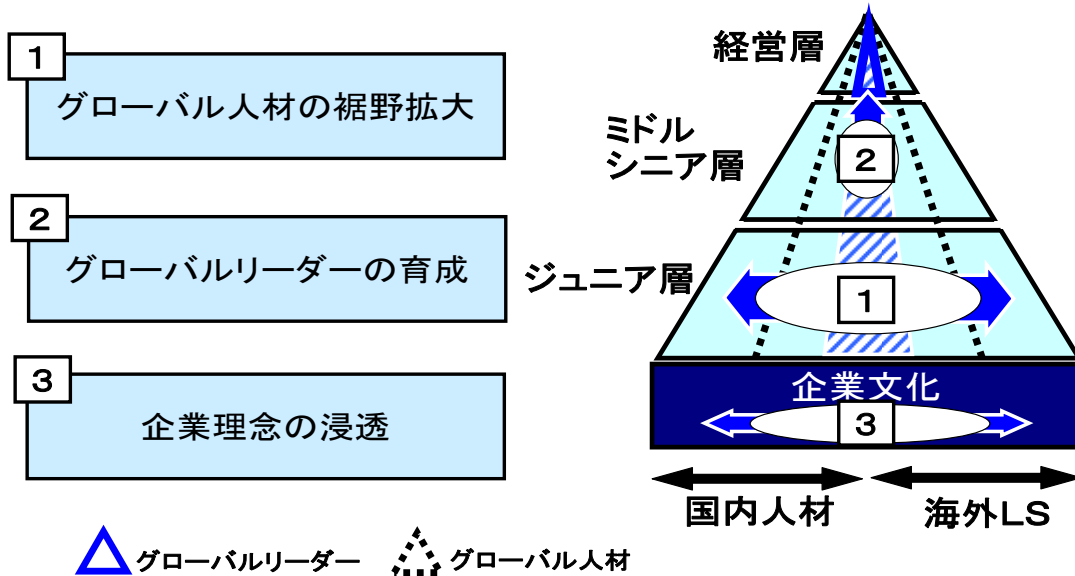 1
グローバル人材の裾野拡大
2
グローバルリーダーの育成
3
企業理念の浸透
経営層
ミドル
シニア層
2
ジュニア層
1
企業文化
3
国内人材
海外LS
グローバルリーダー
グローバル人材